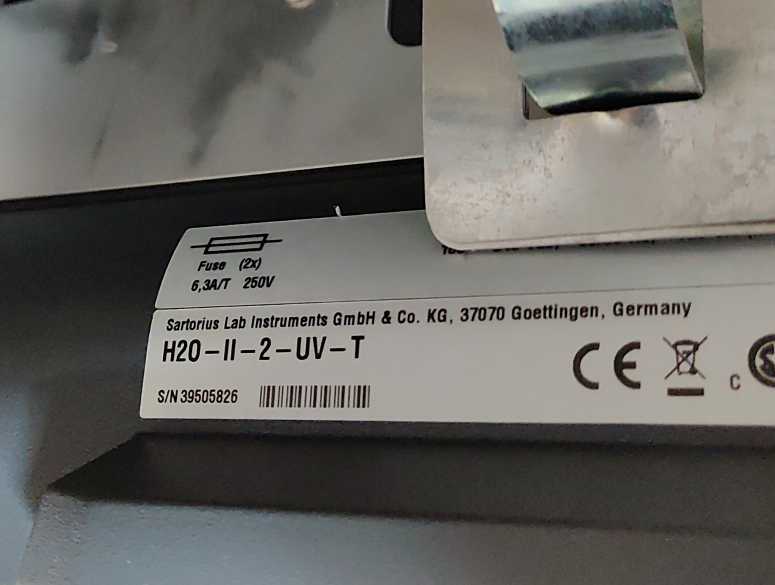 Fuse (2x)
6,3A/T 250V
Sartorius Lab Instruments GmbH & Co. KG, 37070 Goettingen, Germany
H2O-II-2-UV-T
CE
C
S/N 39505826